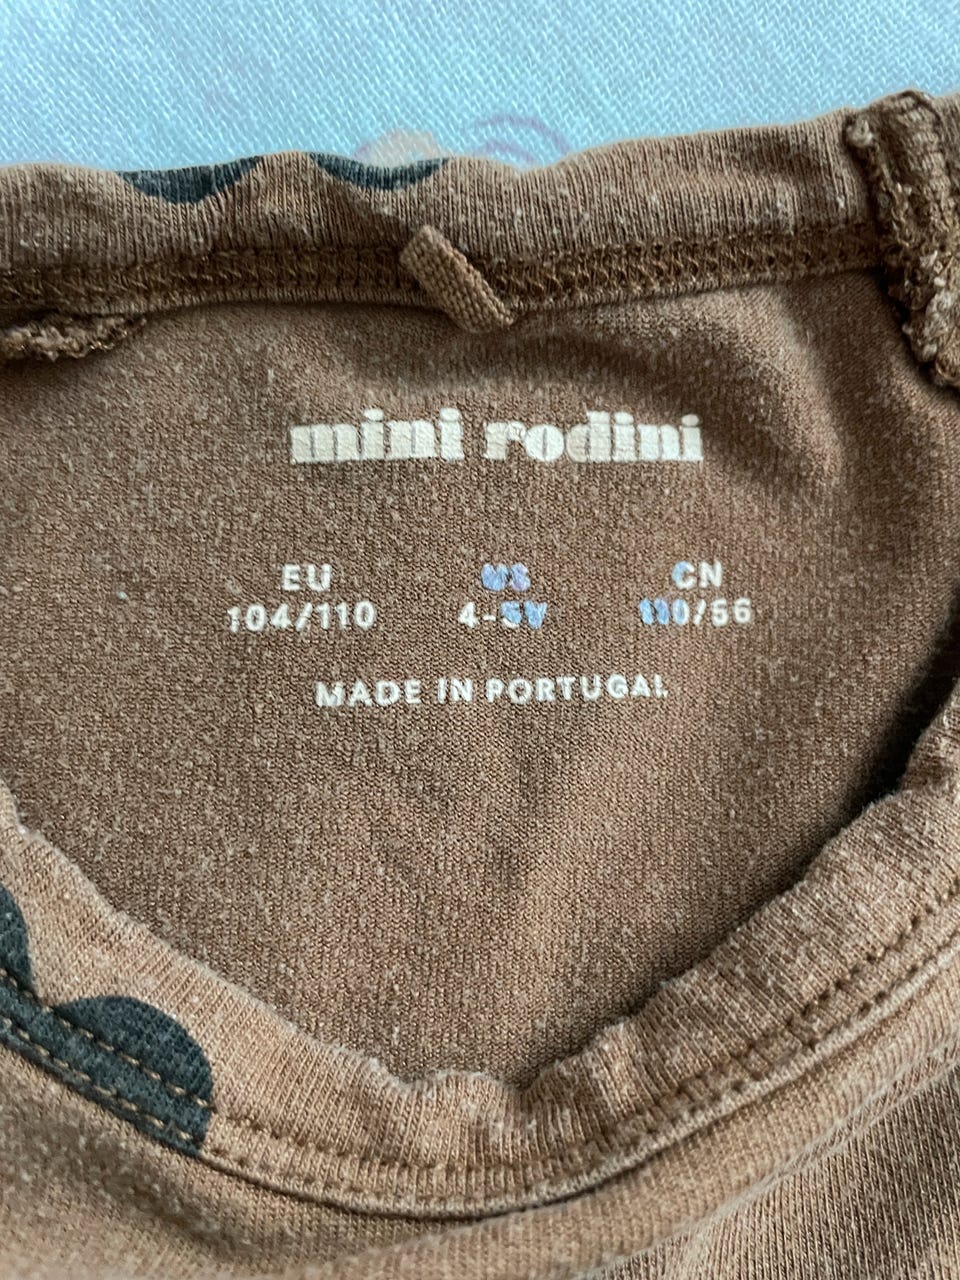 mini rodini
EU US CN
104/110 4-5Y 110/56
MADE IN PORTUGAL